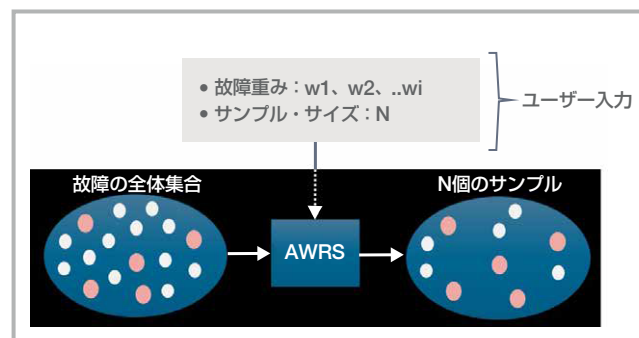 • 故障重み：w1、w2、..wi
• サンプル・サイズ：N
ユーザー入力
故障の全体集合
N個のサンプル
AWRS